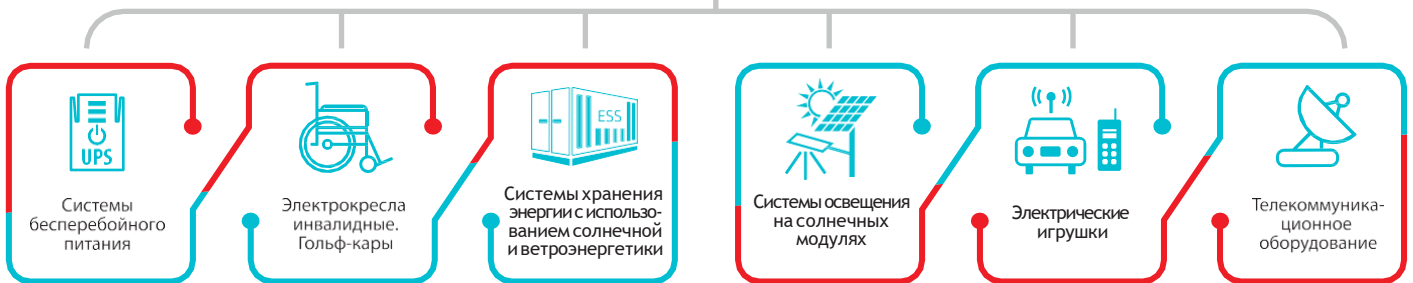 UPS
Системы
бесперебойного
питания
Электрокресла
инвалидные.
Гольф-кары
ESS
Системы хранения
энергии с использо-
ванием солнечной
и ветроэнергетики
Системы освещения
на солнечных
модулях
Электрические
игрушки
Телекоммуника-
ционное
оборудование